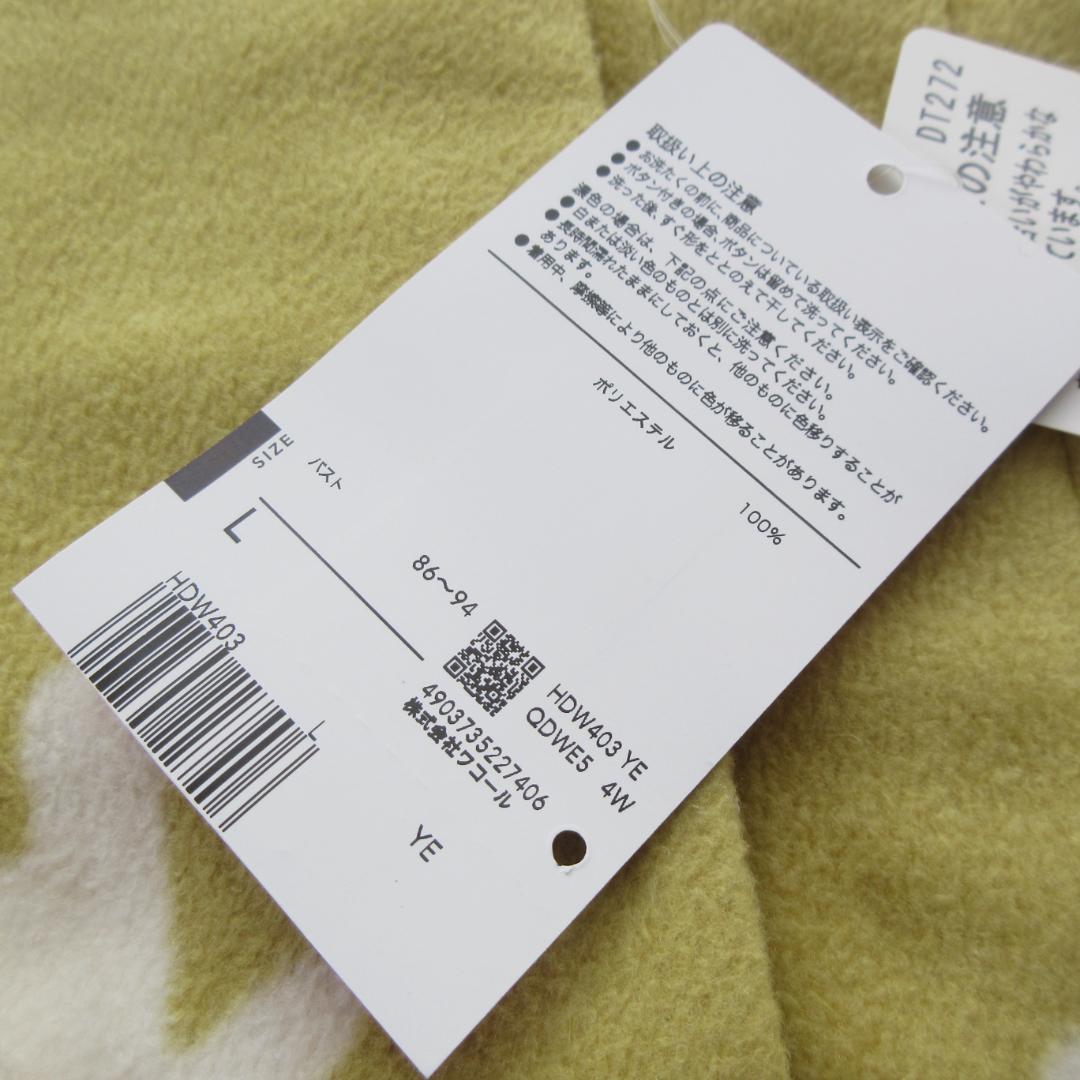 取扱い上の注意
●お洗たくの前に、商品についている取扱い表示をご確認ください。
●ボタン付きの場合、ボタンは留めて洗ってください。
●洗った後、すぐ形をととのえて干してください。
濃色の場合は、下記の点にご注意ください。
●白または淡い色のものとは別に洗ってください。
●長時間濡れたままにしておくと、他のものに色移りすることが
あります。
●着用中、摩擦等により他のものに色が移ることがあります。
ポリエステル
100%
SIZE
バスト
L
86〜94
HDW403 YE
QDWE5 4W
4903735227406
株式会社ワコール
HDW403
L
YE
DT272
の注意
いがやわらかな
います。